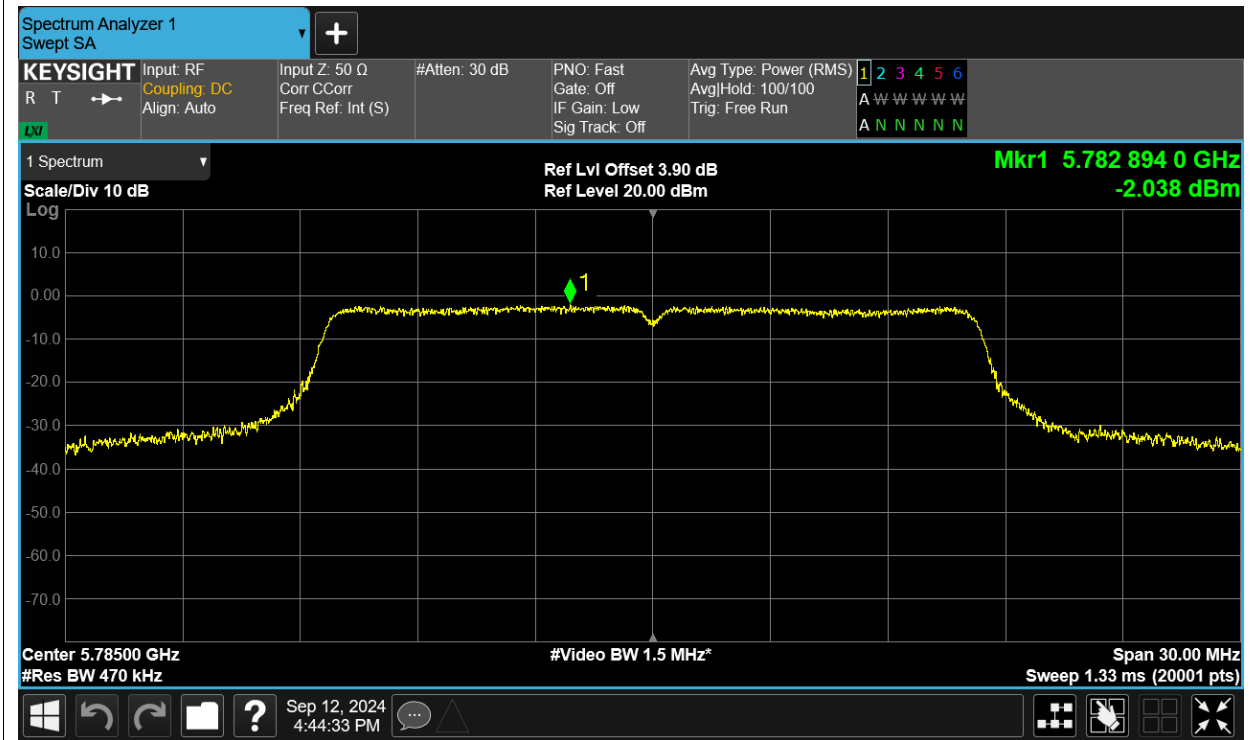 Spectrum Analyzer 1
Swept SA
+
KEYSIGHT
R T
LXI
Input: RF
Coupling: DC
Align: Auto
Input Z: 50 Ω
Corr CCorr
Freq Ref: Int (S)
#Atten: 30 dB
PNO: Fast
Gate: Off
IF Gain: Low
Sig Track: Off
Avg Type: Power (RMS)
Avg|Hold: 100/100
Trig: Free Run
1 2 3 4 5 6
A W W W W W
A N N N N N
1 Spectrum
Scale/Div 10 dB
Log
Ref Lvl Offset 3.90 dB
Ref Level 20.00 dBm
Mkr1 5.782 894 0 GHz
-2.038 dBm
10.0
0.00
-10.0
-20.0
-30.0
-40.0
-50.0
-60.0
-70.0
1
Center 5.78500 GHz
#Res BW 470 kHz
#Video BW 1.5 MHz*
Span 30.00 MHz
Sweep 1.33 ms (20001 pts)
?
Sep 12, 2024
4:44:33 PM